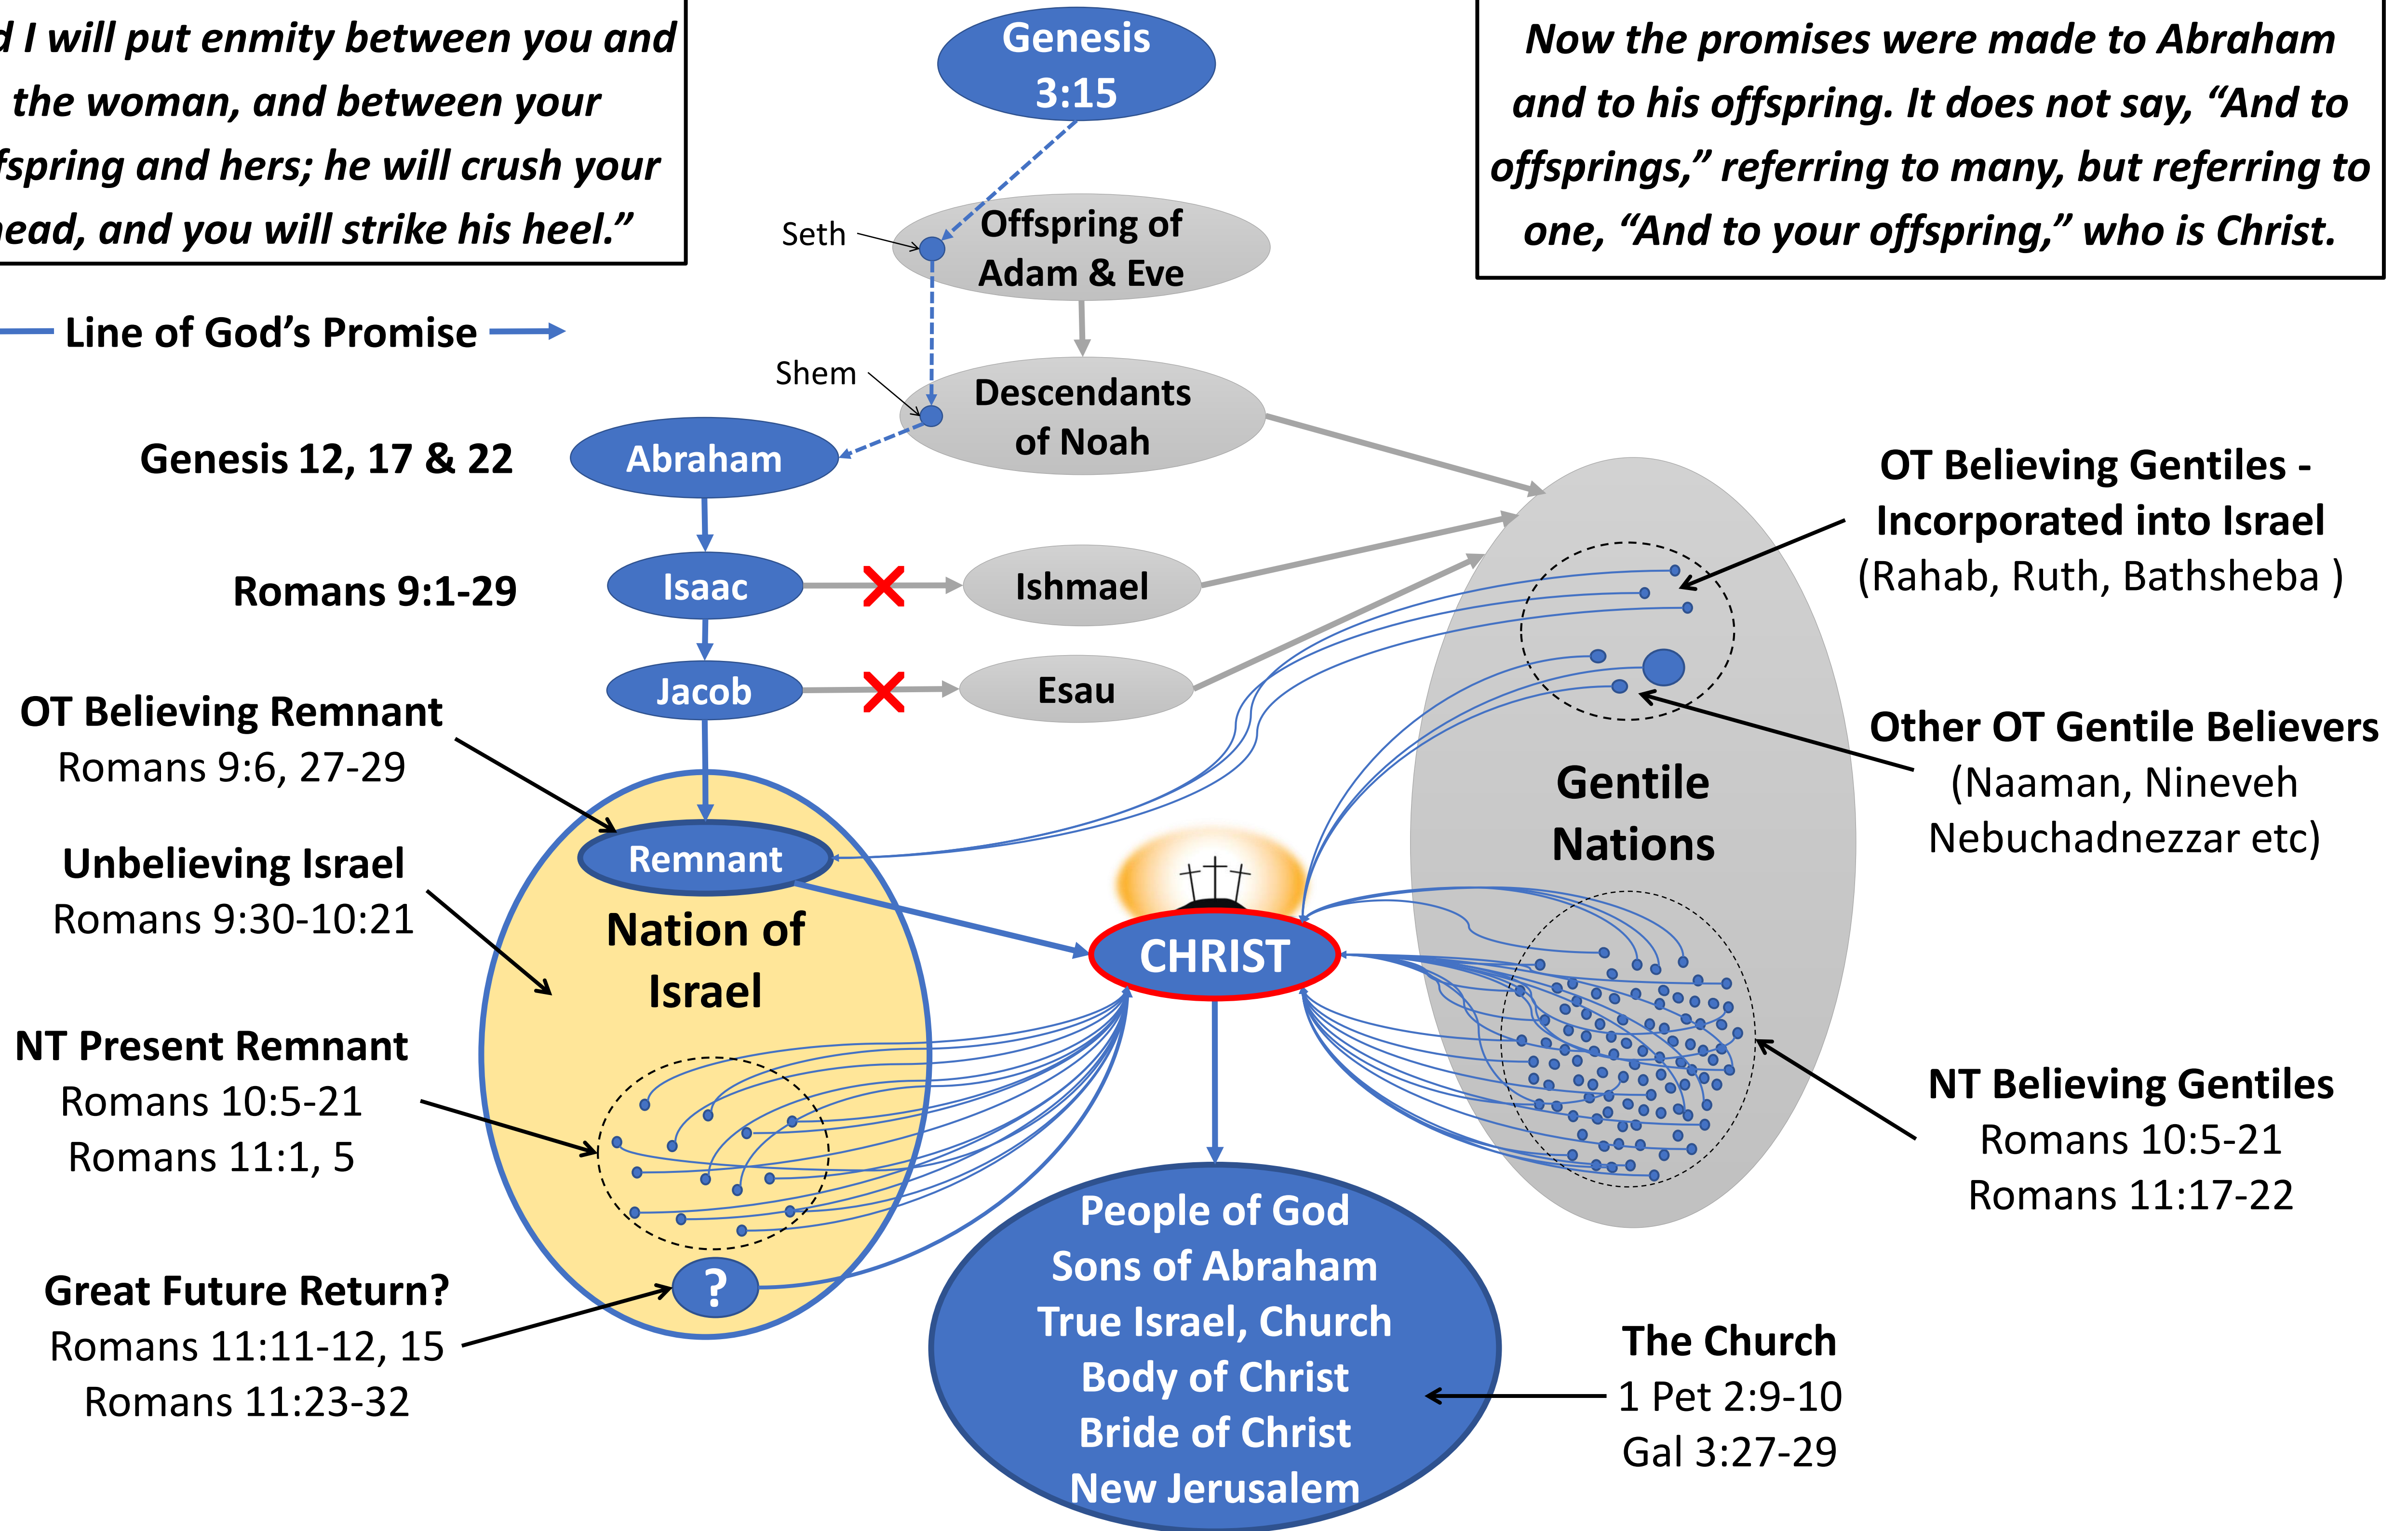 I will put enmity between you and
the woman, and between your
and hers; he will crush your
and you will strike his heel.”
Genesis
3:15
Now the promises were made to Abraham
and to his offspring. It does not say, “And to
offsprings,” referring to many, but referring to
one, “And to your offspring,” who is Christ.
Seth
Offspring of
Adam & Eve
Line of God’s Promise
Shem
Descendants
of Noah
Genesis 12, 17 & 22
Abraham
OT Believing Gentiles -
Incorporated into Israel
(Rahab, Ruth, Bathsheba )
Romans 9:1-29
Isaac
Ishmael
Jacob
Esau
OT Believing Remnant
Romans 9:6, 27-29
Other OT Gentile Believers
(Naaman, Nineveh
Nebuchadnezzar etc)
Gentile
Nations
Remnant
Unbelieving Israel
Romans 9:30-10:21
Nation of
Israel
CHRIST
NT Present Remnant
Romans 10:5-21
Romans 11:1, 5
NT Believing Gentiles
Romans 10:5-21
Romans 11:17-22
Great Future Return?
Romans 11:11-12, 15
Romans 11:23-32
?
People of God
Sons of Abraham
True Israel, Church
Body of Christ
Bride of Christ
New Jerusalem
The Church
1 Pet 2:9-10
Gal 3:27-29